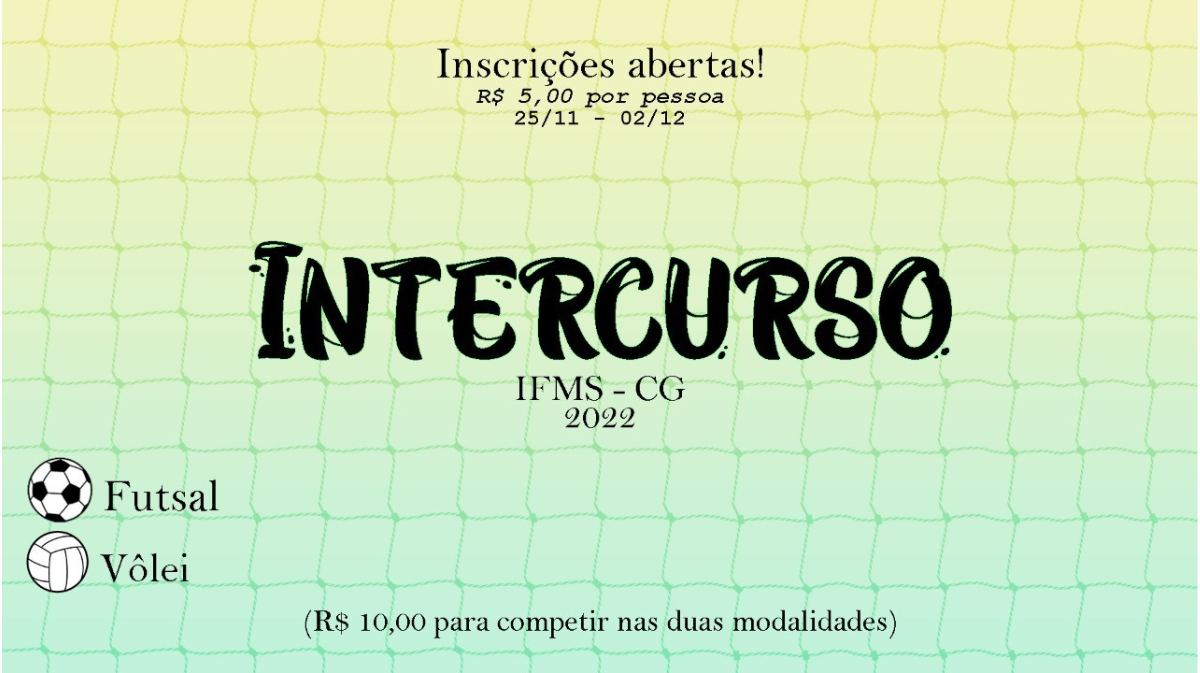 Inscrições abertas!
R$ 5,00 por pessoa
25/11 - 02/12
INTERCURSO
IFMS - CG
2022
Futsal
Vôlei
(R$ 10,00 para competir nas duas modalidades)